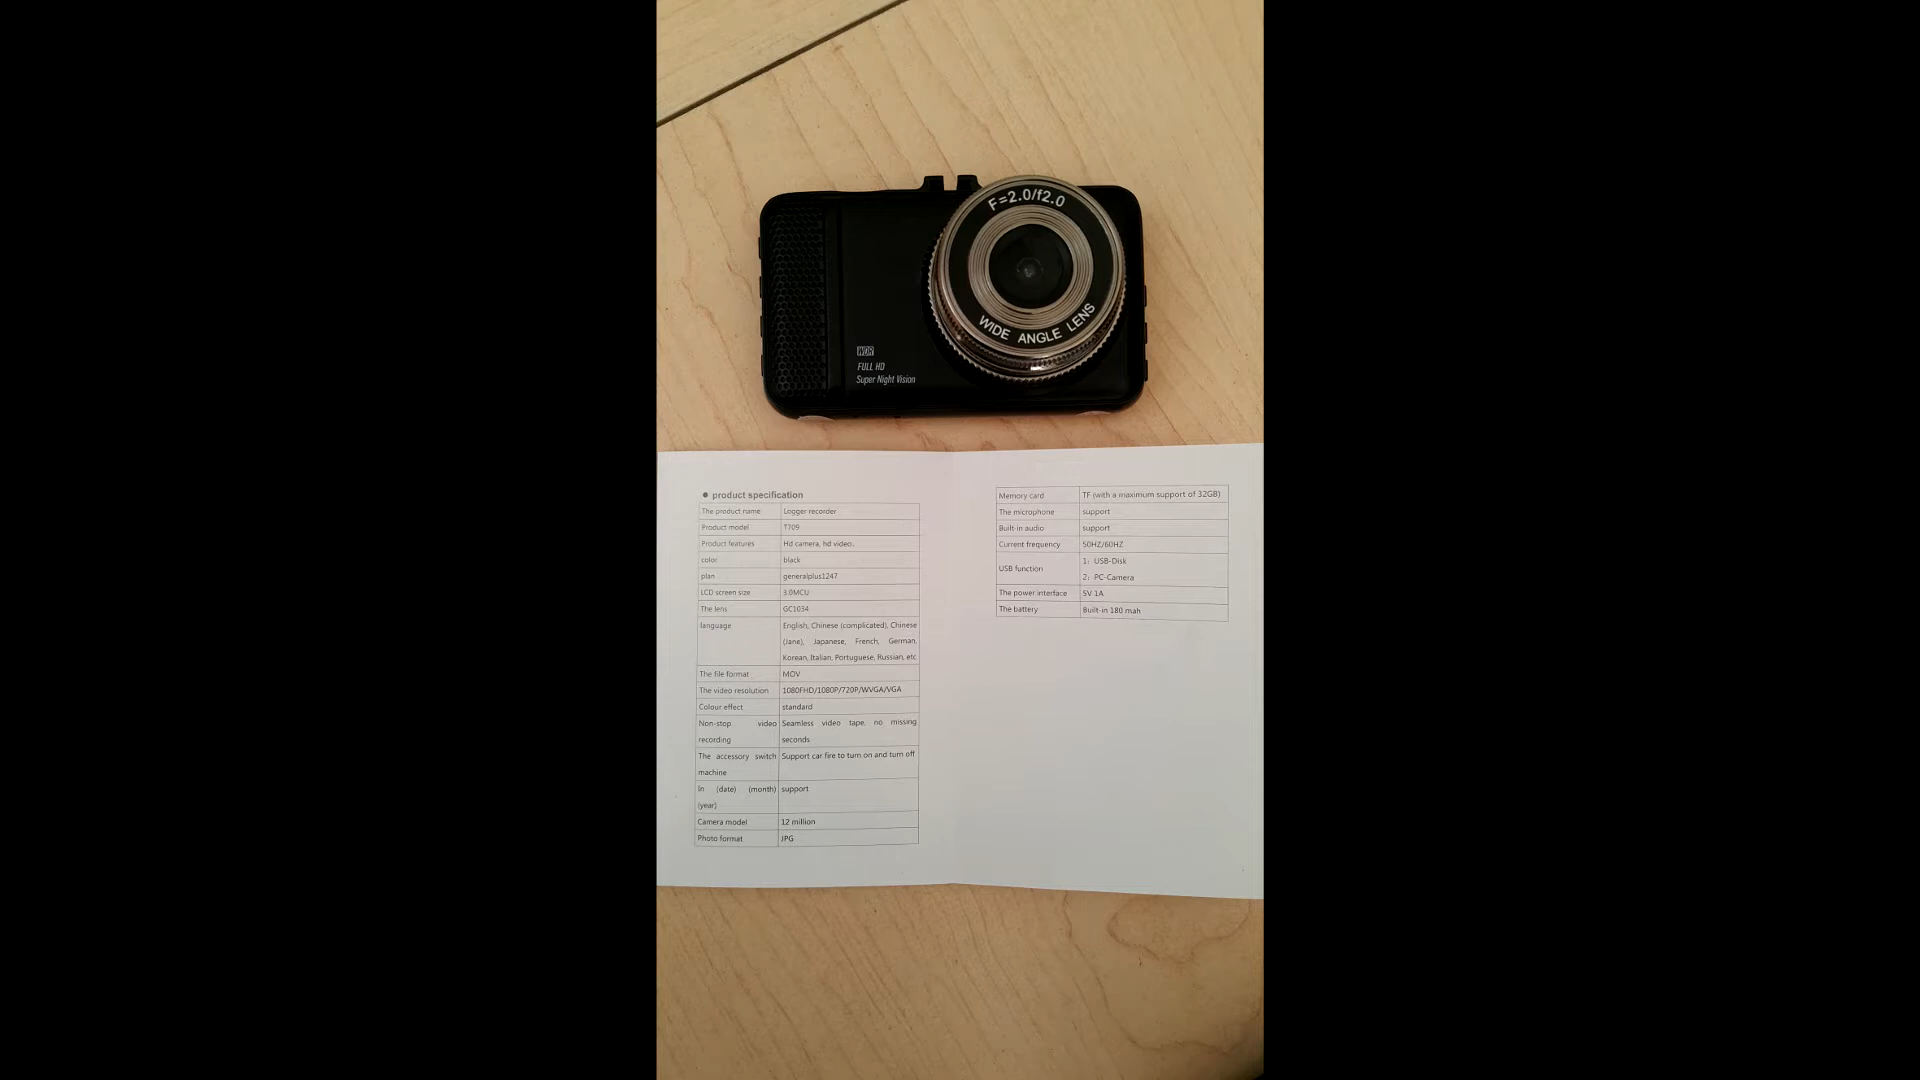 F=2.0/f2.0
WIDE ANGLE LENS
WDR
FULL HD
Super Night Vision
● product specification
The product name Logger recorder
Product model T709
Product features Hd camera, hd video.
color black
plan generalplus1247
LCD screen size 3.0MCU
The lens GC1034
language English, Chinese (complicated), Chinese
(Jane), Japanese, French, German,
Korean, Italian, Portuguese, Russian, etc
The file format MOV
The video resolution 1080FHD/1080P/720P/WVGA/VGA
Colour effect standard
Non-stop video Seamless video tape, no missing
recording seconds
The accessory switch Support car fire to turn on and turn off
machine
In (date) (month) support
(year)
Camera model 12 million
Photo format JPG
Memory card TF (with a maximum support of 32GB)
The microphone support
Built-in audio support
Current frequency 50HZ/60HZ
USB function 1: USB-Disk
2: PC-Camera
The power interface 5V 1A
The battery Built-in 180 mah